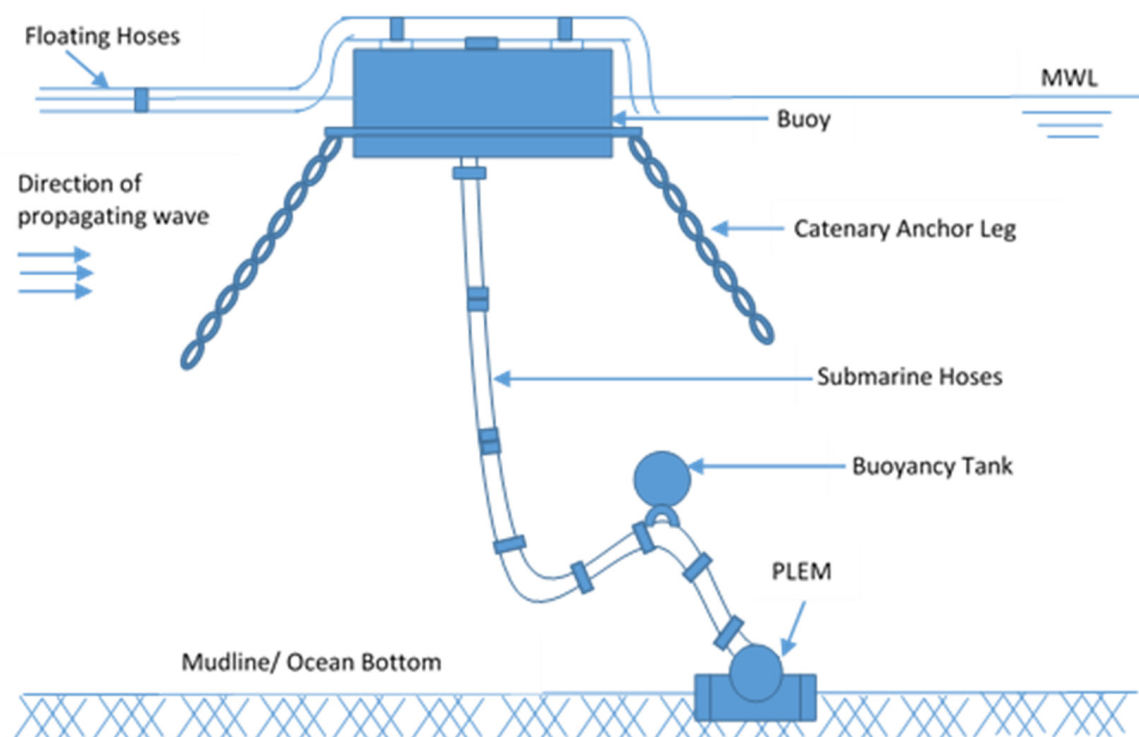 Floating Hoses
MWL
Buoy
Direction of
propagating wave
Catenary Anchor Leg
Submarine Hoses
Buoyancy Tank
PLEM
Mudline/ Ocean Bottom